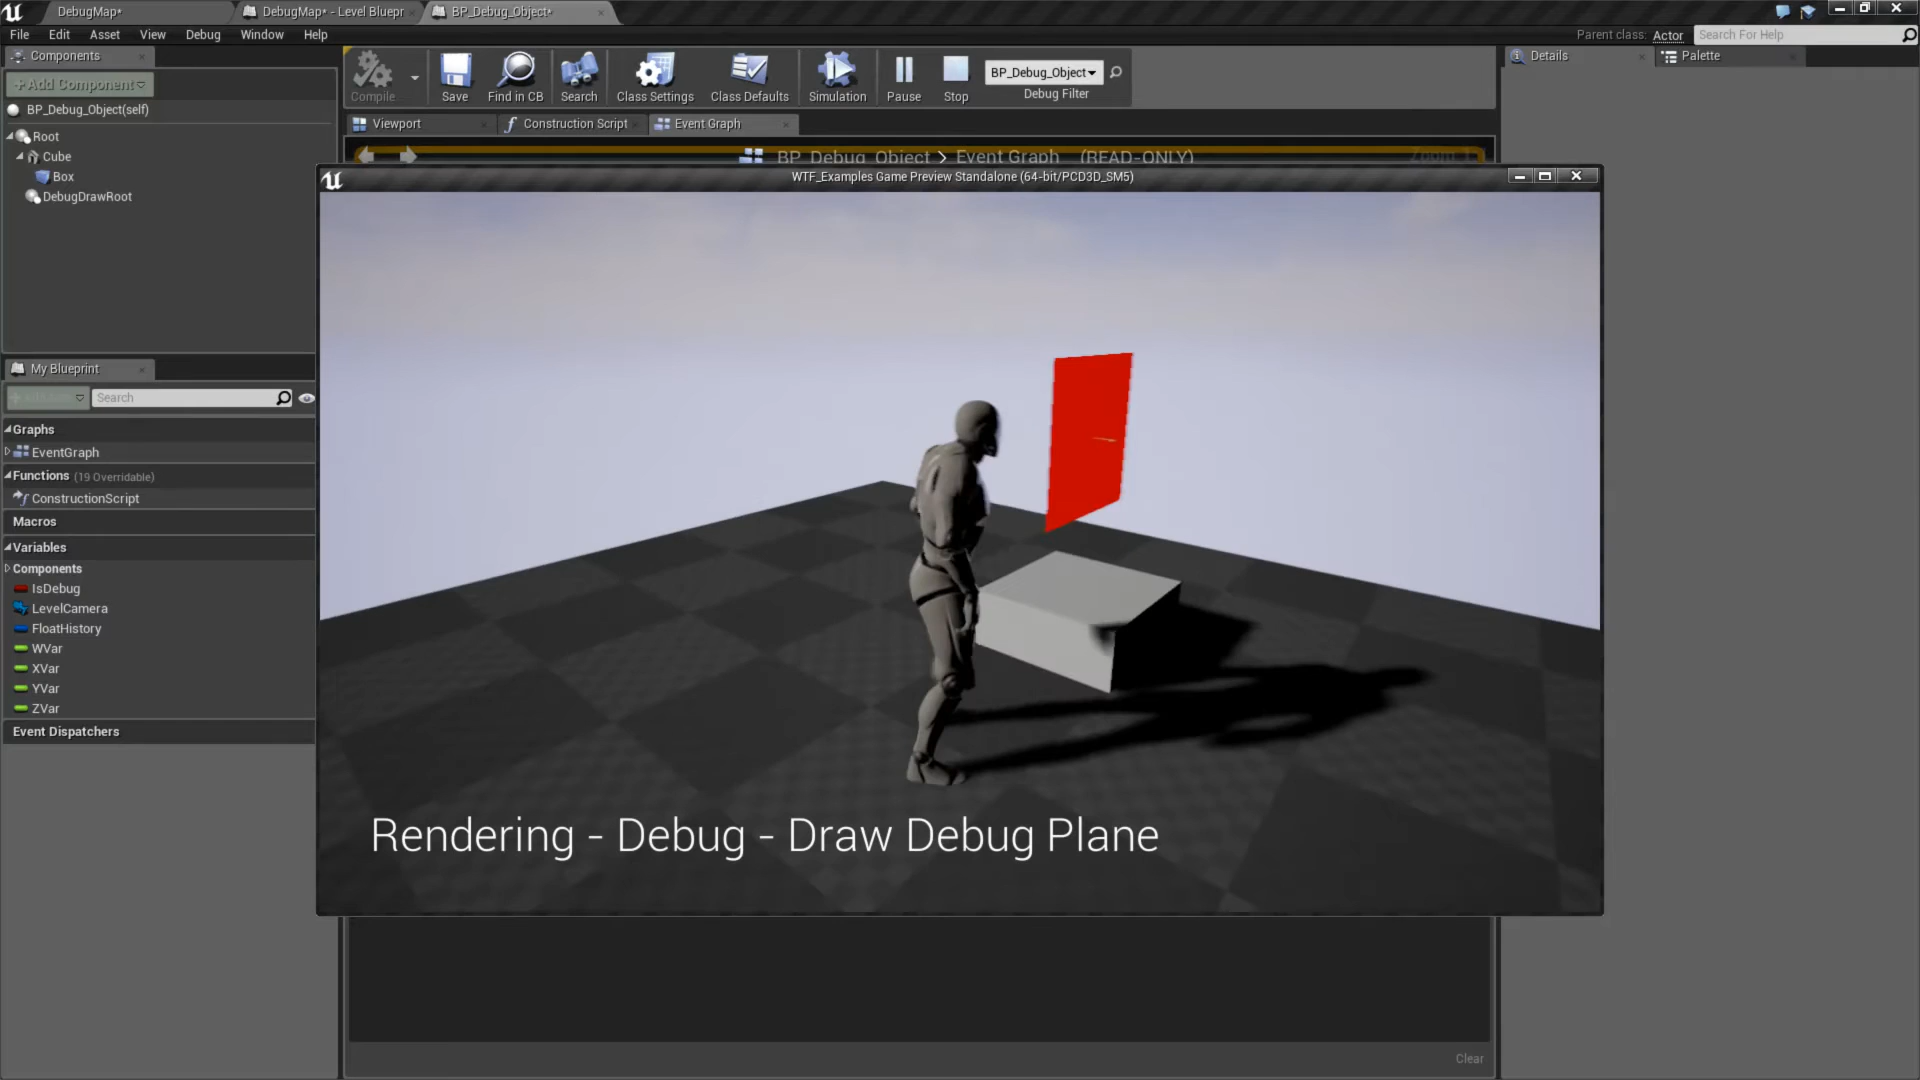 DebugMap*
DebugMap* - Level Bluepr
BP_Debug_Object*
File Edit Asset View Debug Window Help
Parent class: Actor
Search For Help
Components
+Add Component
BP_Debug_Object(self)
Root
Cube
Box
DebugDrawRoot
Compile
Save
Find in CB
Search
Class Settings
Class Defaults
Simulation
Pause
Stop
BP_Debug_Object
Debug Filter
Details
Palette
Viewport
Construction Script
Event Graph
BP_Debug_Object > Event Graph (READ-ONLY)
WTF_Examples Game Preview Standalone (64-bit/PCD3D_SM5)
My Blueprint
Search
Graphs
EventGraph
Functions (19 Overridable)
ConstructionScript
Macros
Variables
Components
IsDebug
LevelCamera
FloatHistory
WVar
XVar
YVar
ZVar
Event Dispatchers
Rendering - Debug - Draw Debug Plane
Clear